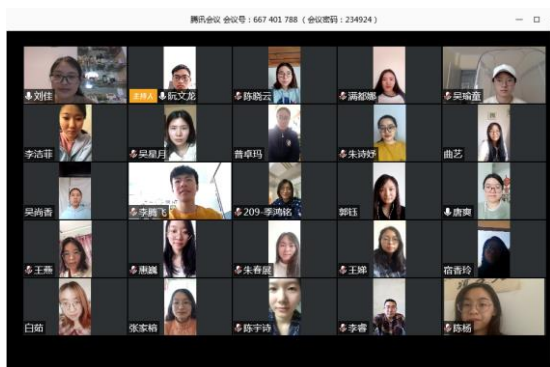 腾讯会议 会议号：667 401 788 （会议密码：234924）
刘佳
主持人 阮文龙
陈晓云
满都娜
吴瑜童
李洁菲
吴星月
普卓玛
朱诗妤
曲艺
吴尚香
李腾飞
209-季鸿铭
郭钰
唐爽
王燕
惠巍
朱春晨
王娣
宿香玲
白茹
张家楠
陈宇诗
李睿
陈杨